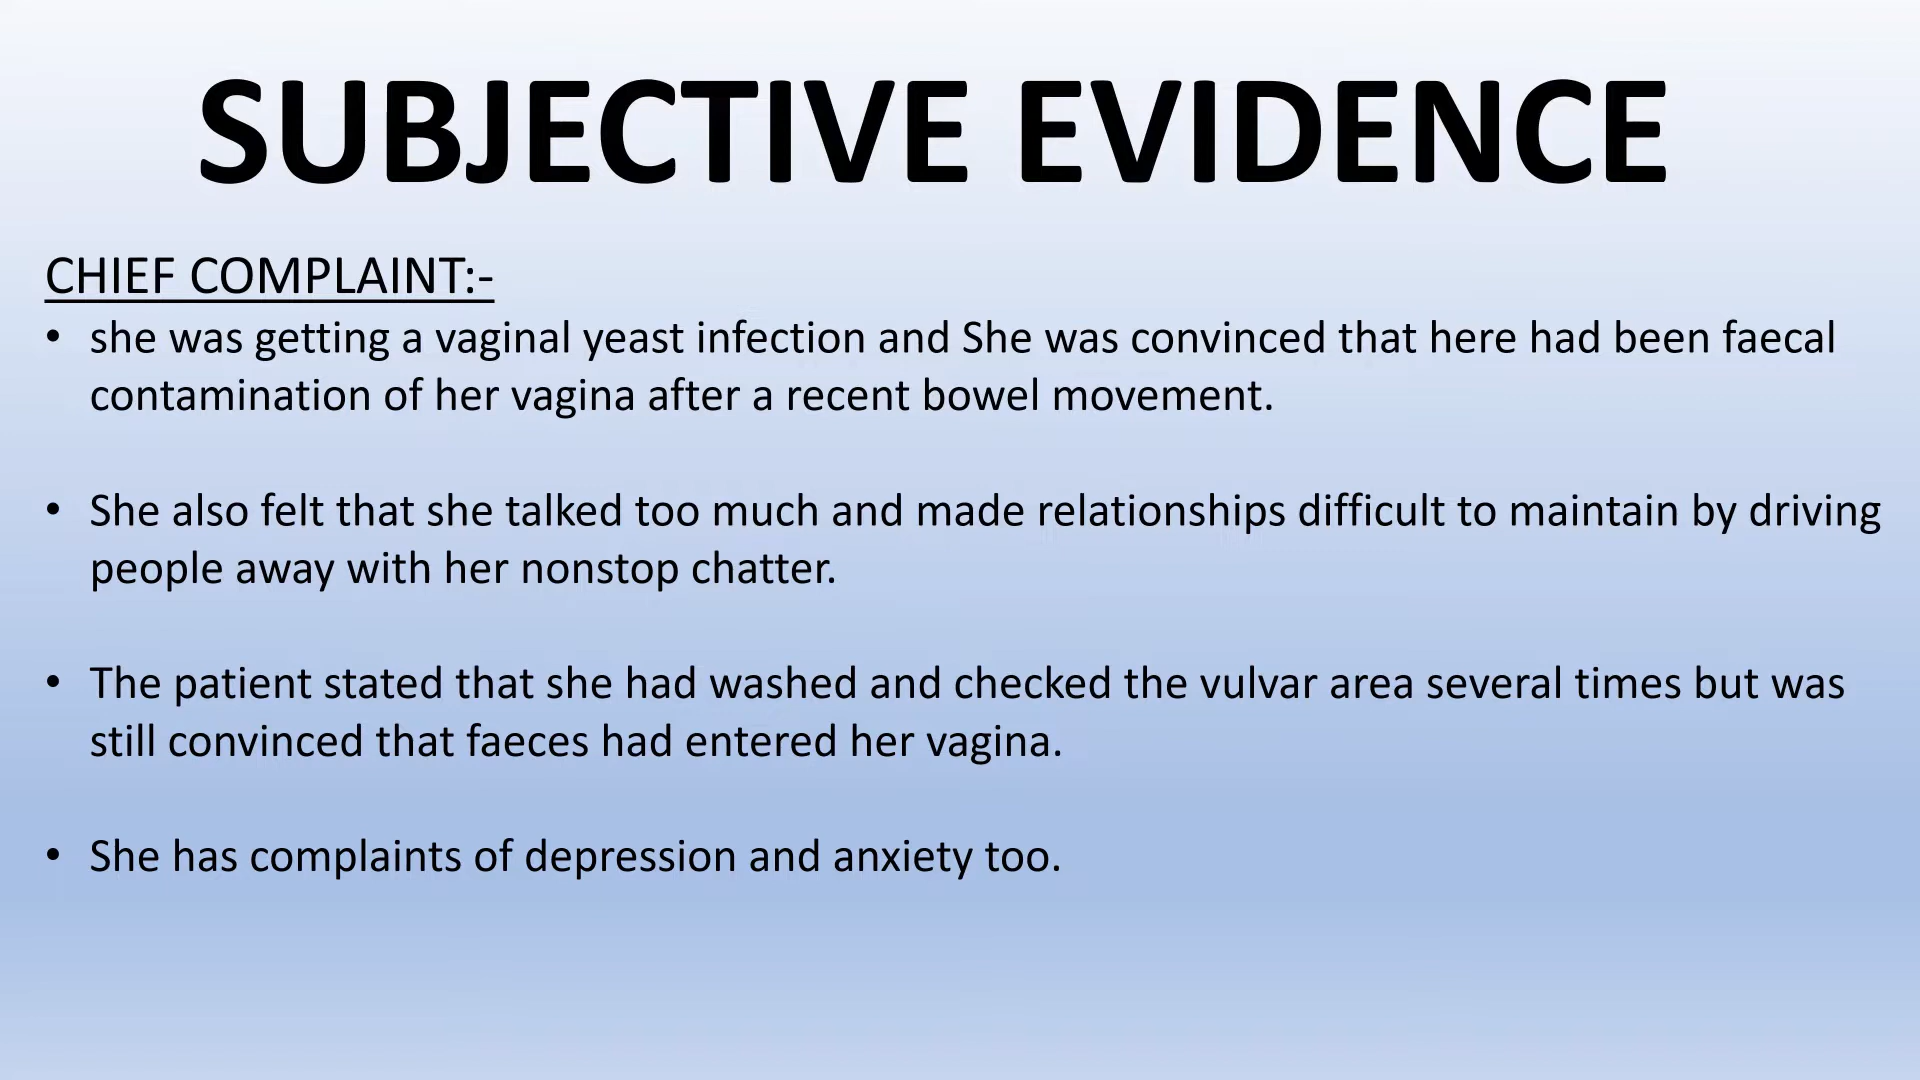 SUBJECTIVE EVIDENCE
CHIEF COMPLAINT:-
• she was getting a vaginal yeast infection and She was convinced that here had been faecal
contamination of her vagina after a recent bowel movement.
• She also felt that she talked too much and made relationships difficult to maintain by driving
people away with her nonstop chatter.
• The patient stated that she had washed and checked the vulvar area several times but was
still convinced that faeces had entered her vagina.
• She has complaints of depression and anxiety too.